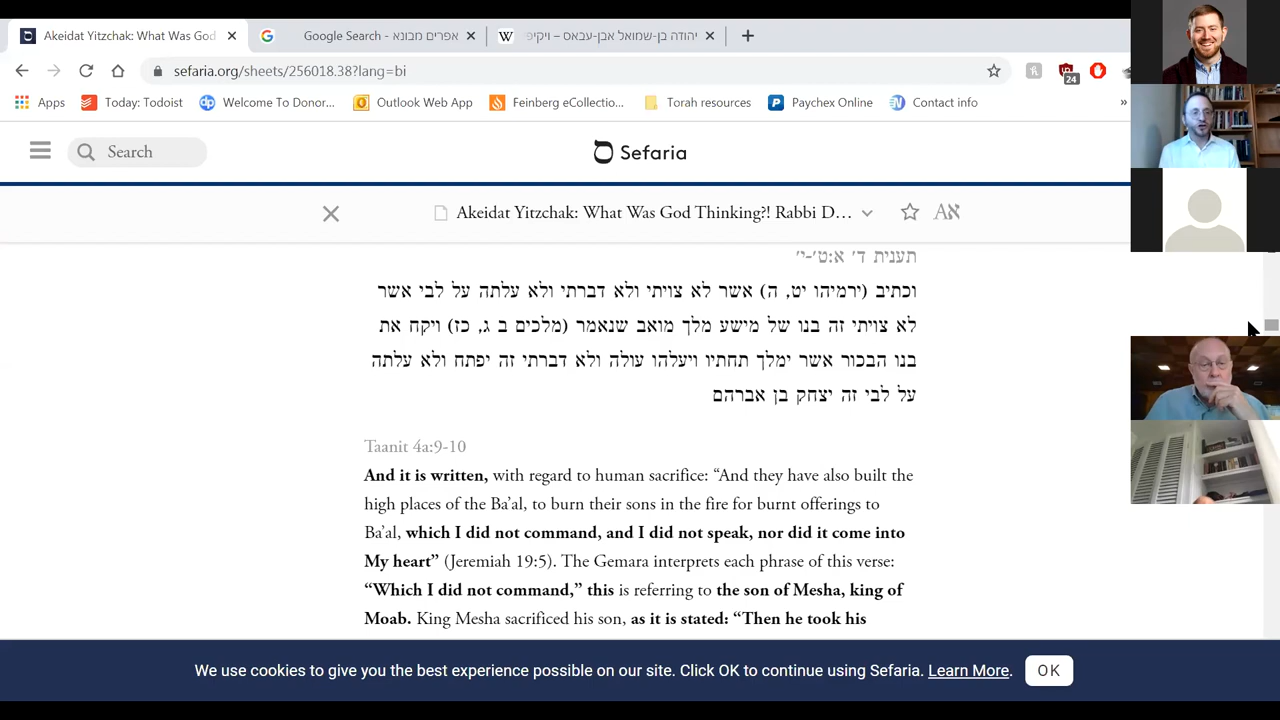 Akeidat Yitzchak: What Was God
אפרים מבונא - Google Search
יהודה בן-שמואל אבן-עבאס – ויקיפ
sefaria.org/sheets/256018.38?lang=bi
24
Apps
Today: Todoist
Welcome To Donor...
Outlook Web App
Feinberg eCollectio...
Torah resources
Paychex Online
Contact info
»
Search
Sefaria
Akeidat Yitzchak: What Was God Thinking?! Rabbi D...
אA
תענית ד׳ א:ט׳-י׳
וכתיב (ירמיהו יט, ה) אשר לא צויתי ולא דברתי ולא עלתה על לבי אשר
לא צויתי זה בנו של מישע מלך מואב שנאמר (מלכים ב ג, כז) ויקח את
בנו הבכור אשר ימלך תחתיו ויעלהו עולה ולא דברתי זה יפתח ולא עלתה
על לבי זה יצחק בן אברהם
Taanit 4a:9-10
And it is written, with regard to human sacrifice: “And they have also built the
high places of the Ba’al, to burn their sons in the fire for burnt offerings to
Ba’al, which I did not command, and I did not speak, nor did it come into
My heart” (Jeremiah 19:5). The Gemara interprets each phrase of this verse:
“Which I did not command,” this is referring to the son of Mesha, king of
Moab. King Mesha sacrificed his son, as it is stated: “Then he took his
We use cookies to give you the best experience possible on our site. Click OK to continue using Sefaria. Learn More.
OK